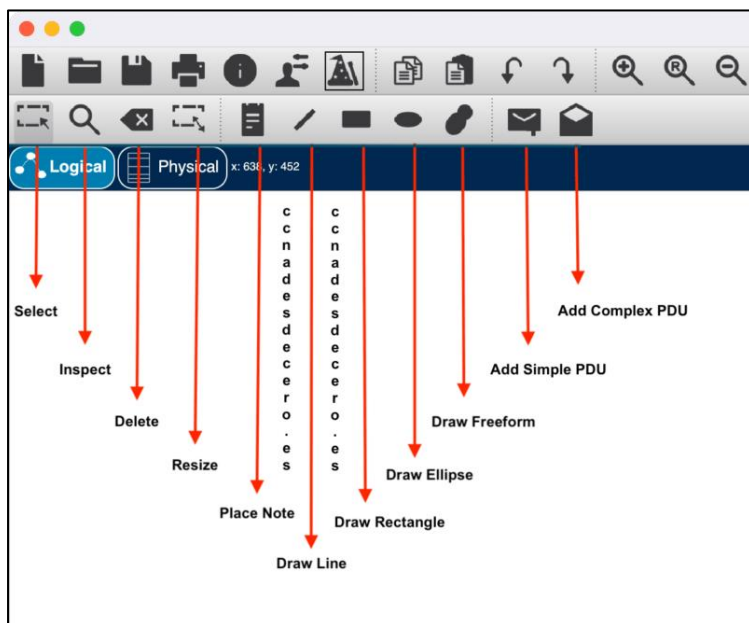 R
Logical Physical x: 638, y: 452
ccnadesdecero.es ccnadesdecero.es
Select
Add Complex PDU
Inspect
Add Simple PDU
Delete
Draw Freeform
Resize
Draw Ellipse
Place Note
Draw Rectangle
Draw Line